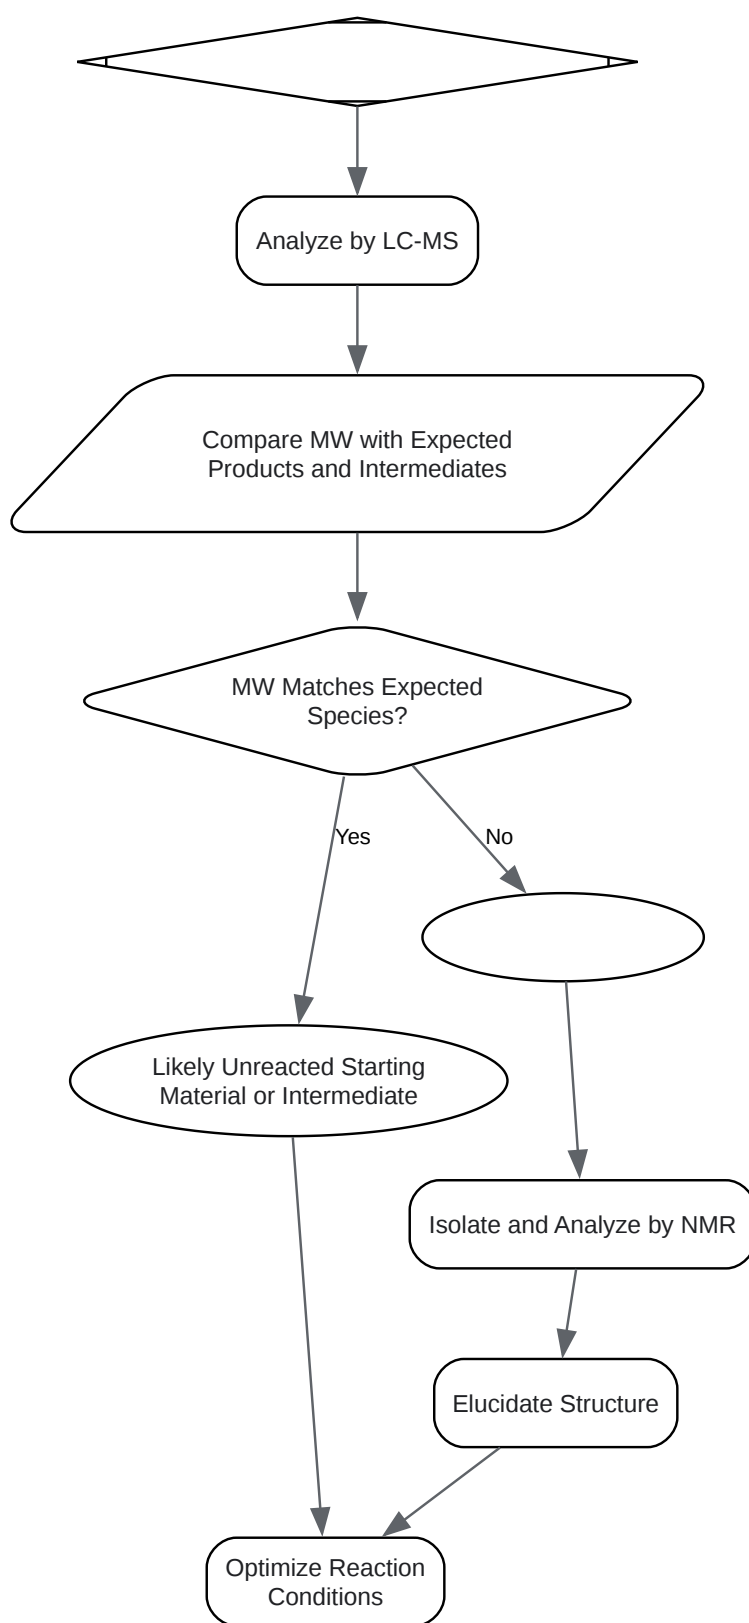 Analyze by LC-MS
Compare MW with Expected
Products and Intermediates
MW Matches Expected
Species?
Yes
No
Likely Unreacted Starting
Material or Intermediate
Isolate and Analyze by NMR
Elucidate Structure
Optimize Reaction
Conditions